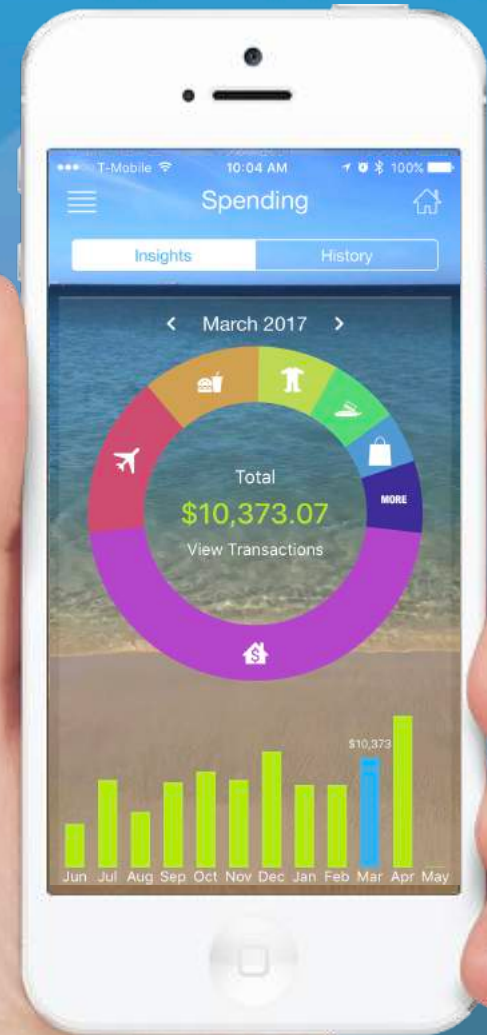 T-Mobile 10:04 AM 100%
Spending
Insights History
March 2017
MORE
Total
$10,373.07
View Transactions
$
$10,373
Jun Jul Aug Sep Oct Nov Dec Jan Feb Mar Apr May